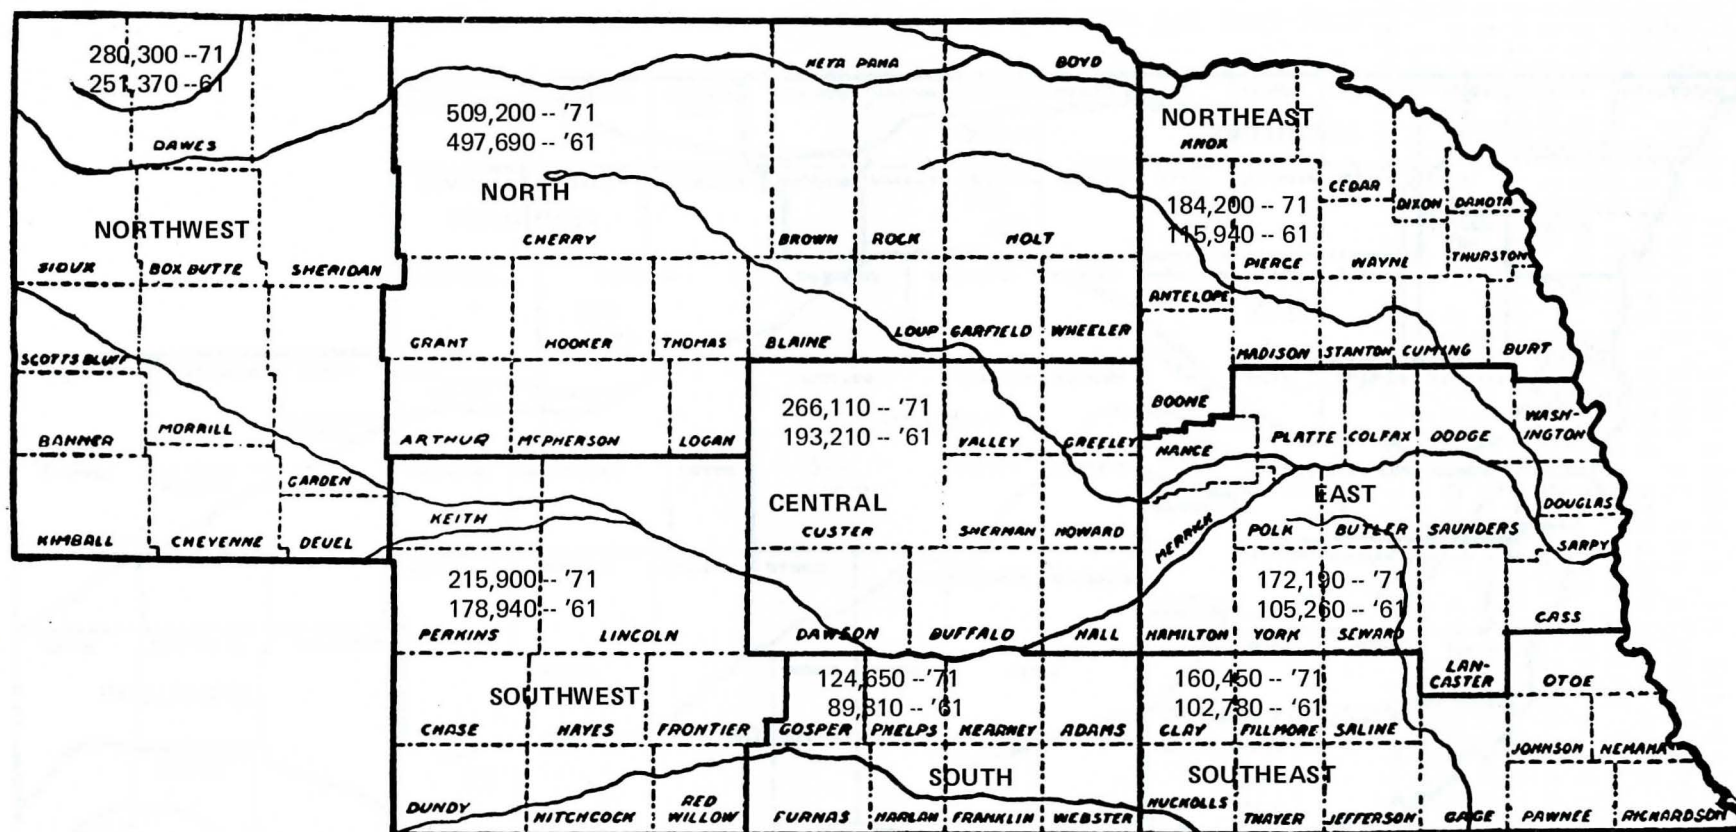 280,300 --71
251,370 --61
DAWES
NORTHWEST
SIOUX
BOX BUTTE
SHERIDAN
SCOTTS BLUFF
BANNER
MORRILL
GARDEN
KIMBALL
CHEYENNE
DEUEL
509,200 -- '71
497,690 -- '61
NORTH
CHERRY
KEYA PAHA
BOYD
BROWN
ROCK
HOLT
GRANT
HOOKER
THOMAS
BLAINE
LOUP
GARFIELD
WHEELER
ARTHUR
McPHERSON
LOGAN
NORTHEAST
KNOX
CEDAR
DIXON
DAKOTA
184,200 -- 71
115,940 -- 61
PIERCE
WAYNE
THURSTON
ANTELOPE
MADISON
STANTON
CUMING
BURT
BOONE
266,110 -- '71
193,210 -- '61
VALLEY
GREELEY
CENTRAL
CUSTER
SHERMAN
HOWARD
DAWSON
BUFFALO
HALL
NANCE
PLATTE
COLFAX
DODGE
WASH-
INGTON
EAST
DOUGLAS
MERRICK
POLK
BUTLER
SAUNDERS
SARPY
172,190 -- '71
105,260 -- '61
CASS
HAMILTON
YORK
SEWARD
LAN-
CASTER
KEITH
215,900 -- '71
178,940 -- '61
PERKINS
LINCOLN
SOUTHWEST
CHASE
HAYES
FRONTIER
DUNDY
HITCHCOCK
RED
WILLOW
124,650 --'71
89,810 -- '61
GOSPER
PHELPS
KEARNEY
ADAMS
SOUTH
FURNAS
HARLAN
FRANKLIN
WEBSTER
160,450 -- '71
102,780 -- '61
CLAY
FILLMORE
SALINE
OTOE
SOUTHEAST
JOHNSON
NEMAHA
NUCKOLLS
THAYER
JEFFERSON
GAGE
PAWNEE
RICHARDSON